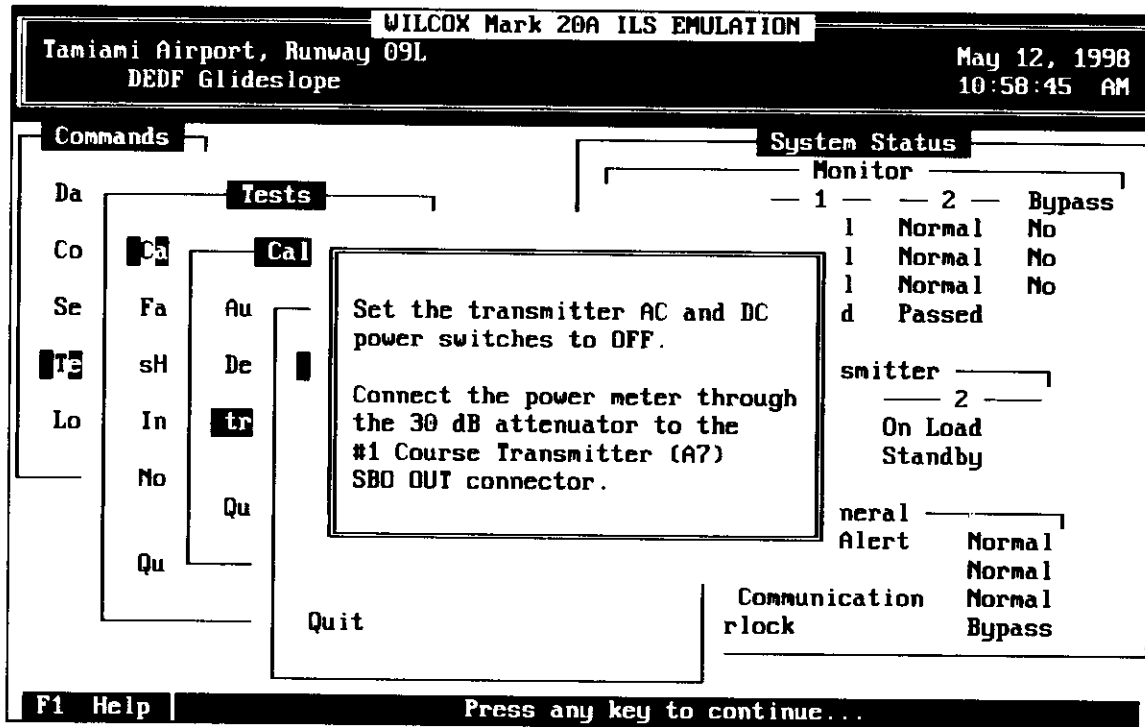 WILCOX Mark 20A ILS EMULATION
Tamiami Airport, Runway 09L
DEDF Glideslope
May 12, 1998
10:58:45 AM
Commands
Da
Co
Se
Te
Lo
Tests
Ca
Fa
sH
In
No
Qu
Cal
Au
De
tr
Qu
Quit
Set the transmitter AC and DC
power switches to OFF.
Connect the power meter through
the 30 dB attenuator to the
#1 Course Transmitter (A7)
SBO OUT connector.
System Status
Monitor
1 2 Bypass
l Normal No
l Normal No
l Normal No
d Passed
smitter
2
On Load
Standby
neral
Alert Normal
Normal
Communication Normal
rlock Bypass
F1 Help
Press any key to continue...